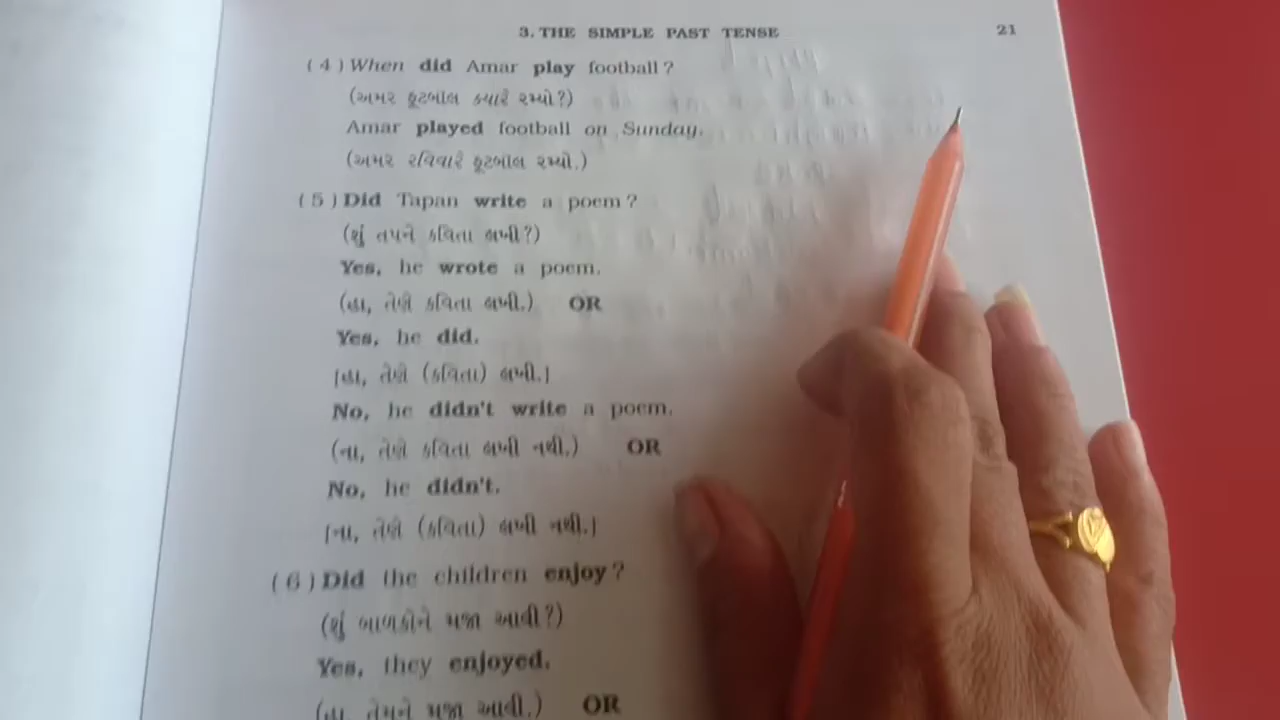 3. THE SIMPLE PAST TENSE 21
( 4 ) When did Amar play football ?
(અમર ફૂટબૉલ ક્યારે રમ્યો?)
Amar played football on Sunday.
(અમર રવિવારે ફૂટબૉલ રમ્યો.)
( 5 ) Did Tapan write a poem ?
(શું તપને કવિતા લખી?)
Yes, he wrote a poem.
(હા, તેણે કવિતા લખી.) OR
Yes, he did.
[હા, તેણે (કવિતા) લખી.]
No, he didn't write a poem.
(ના, તેણે કવિતા લખી નથી.) OR
No, he didn't.
[ના, તેણે (કવિતા) લખી નથી.]
( 6 ) Did the children enjoy ?
(શું બાળકોને મજા આવી?)
Yes, they enjoyed.
(હા, તેમને મજા આવી.) OR